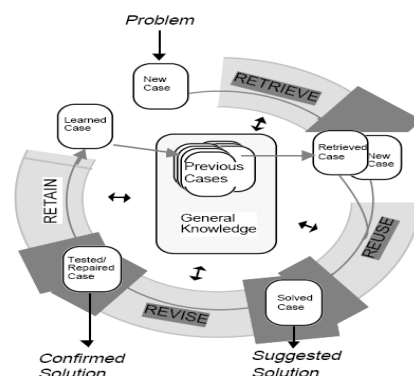 Problem
New
Case
RETRIEVE
Learned
Case
Retrieved
Case
New
Case
Previous
Cases
General
Knowledge
RETAIN
REUSE
Tested/
Repaired
Case
Solved
Case
REVISE
Confirmed
Solution
Suggested
Solution